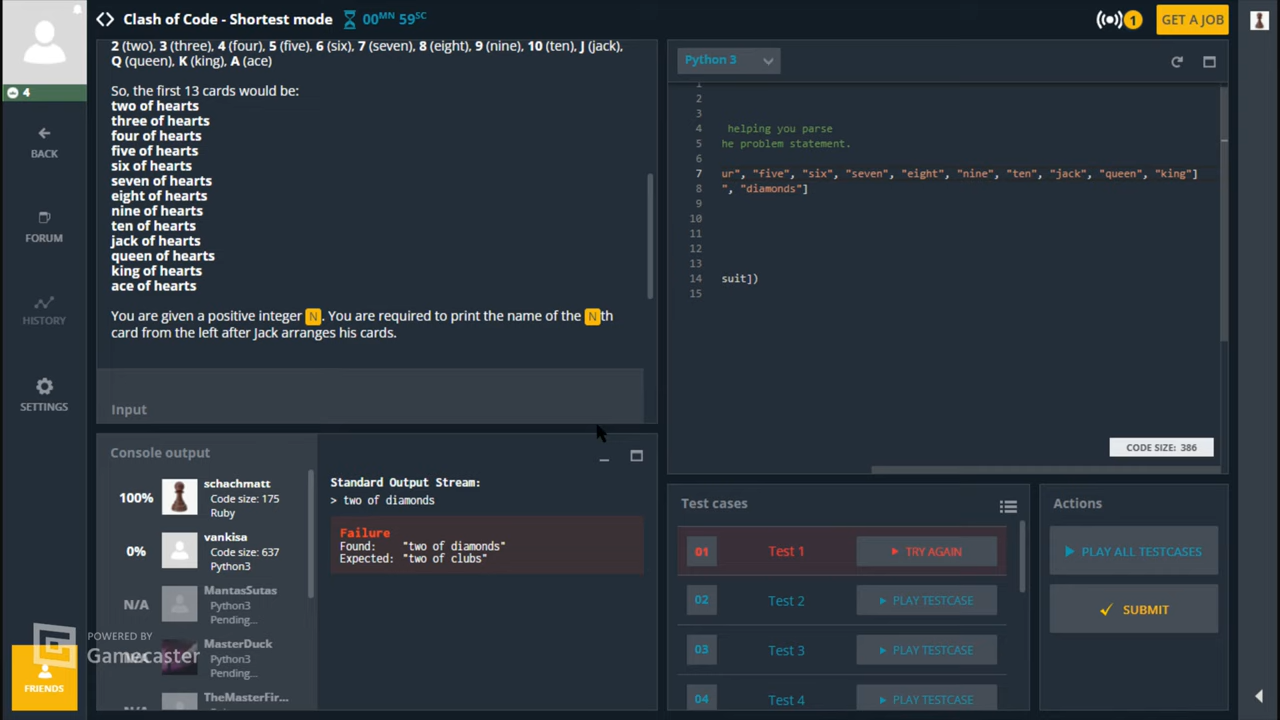 Clash of Code - Shortest mode
00MN 59SC
1
GET A JOB
4
BACK
FORUM
HISTORY
SETTINGS
FRIENDS
2 (two), 3 (three), 4 (four), 5 (five), 6 (six), 7 (seven), 8 (eight), 9 (nine), 10 (ten), J (jack),
Q (queen), K (king), A (ace)
So, the first 13 cards would be:
two of hearts
three of hearts
four of hearts
five of hearts
six of hearts
seven of hearts
eight of hearts
nine of hearts
ten of hearts
jack of hearts
queen of hearts
king of hearts
ace of hearts
You are given a positive integer N. You are required to print the name of the Nth
card from the left after Jack arranges his cards.
Input
Python 3
1
2
3
4 helping you parse
5 he problem statement.
6
7 ur", "five", "six", "seven", "eight", "nine", "ten", "jack", "queen", "king"]
8 ", "diamonds"]
9
10
11
12
13
14 suit])
15
CODE SIZE: 386
Console output
100%
schachmatt
Code size: 175
Ruby
0%
vankisa
Code size: 637
Python3
N/A
MantasSutas
Python3
Pending...
MasterDuck
Python3
Pending...
TheMasterFir...
Standard Output Stream:
> two of diamonds
Failure
Found: "two of diamonds"
Expected: "two of clubs"
Test cases
01 Test 1 TRY AGAIN
02 Test 2 PLAY TESTCASE
03 Test 3 PLAY TESTCASE
04 Test 4 PLAY TESTCASE
Actions
PLAY ALL TESTCASES
SUBMIT
POWERED BY
Gamecaster